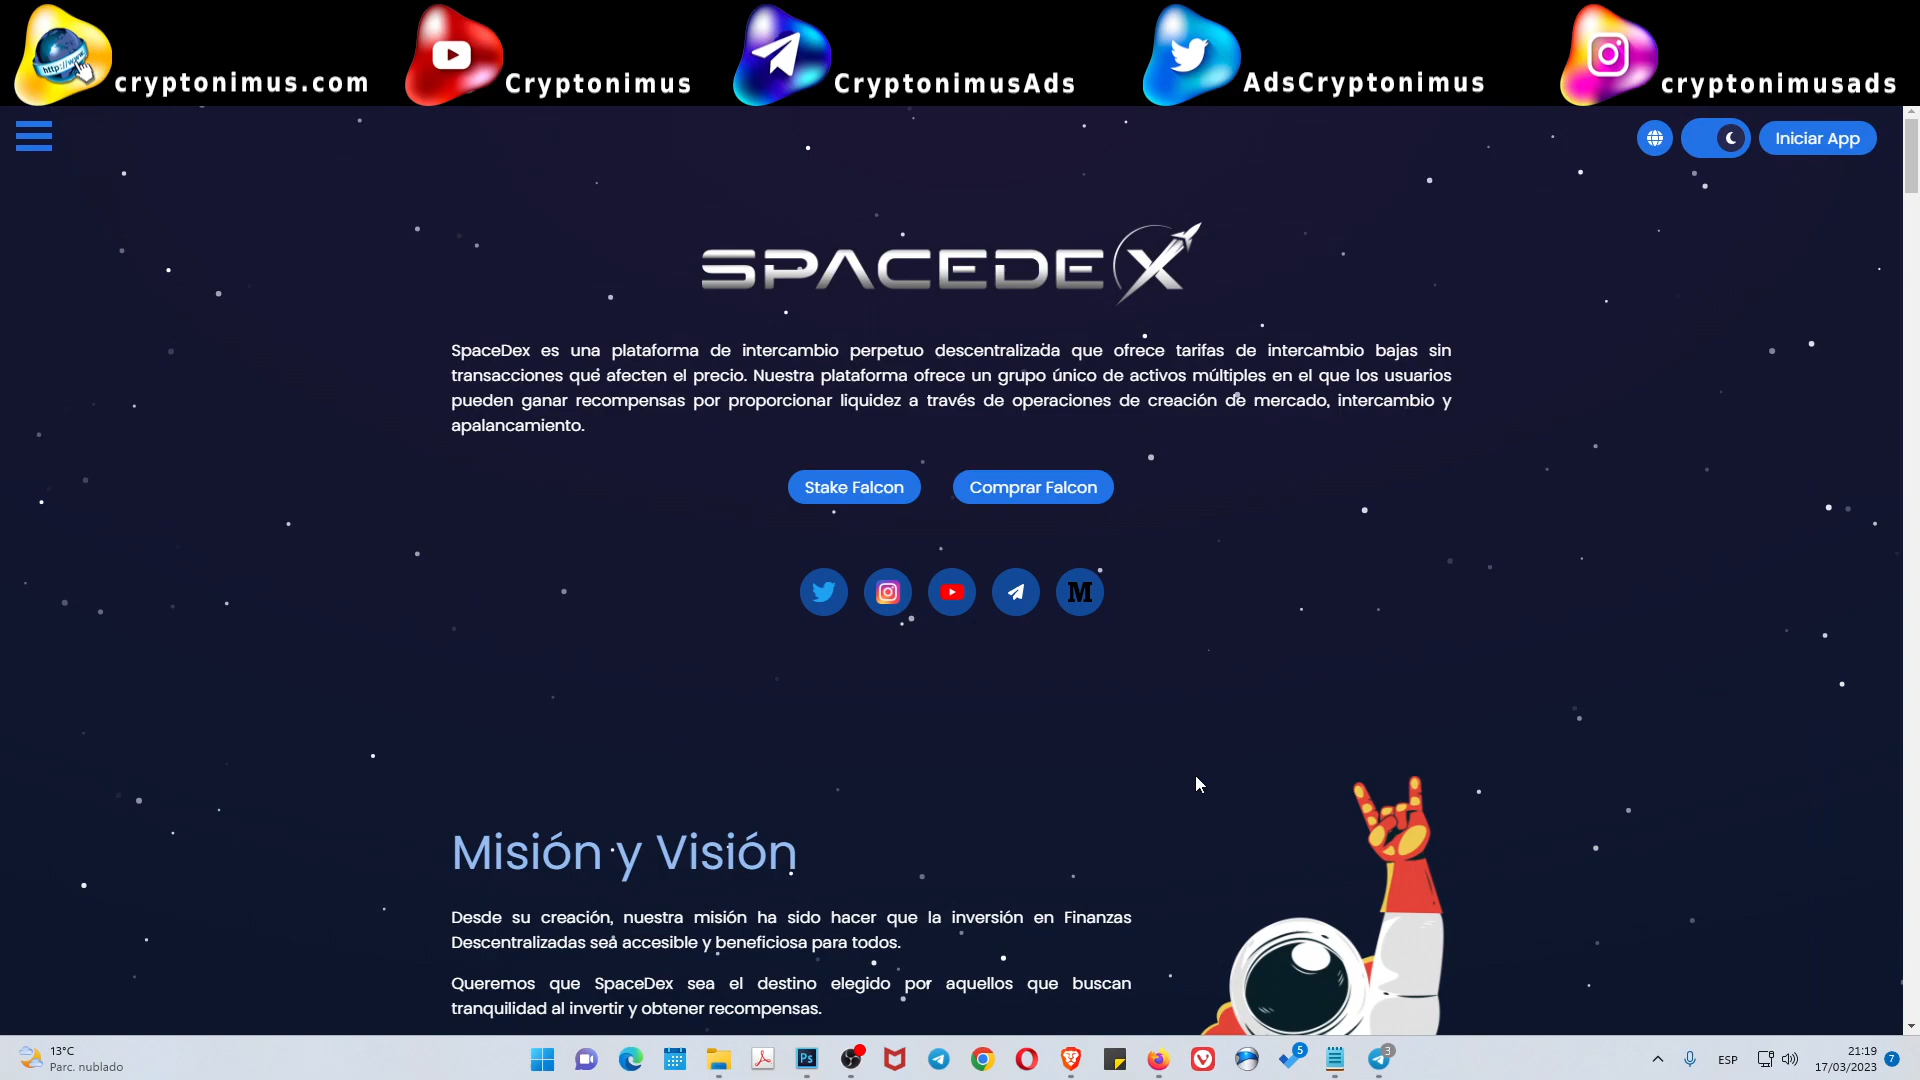 cryptonimus.com
Cryptonimus
CryptonimusAds
AdsCryptonimus
cryptonimusads
Iniciar App
SPACEDEX
SpaceDex es una plataforma de intercambio perpetuo descentralizada que ofrece tarifas de intercambio bajas sin
transacciones que afecten el precio. Nuestra plataforma ofrece un grupo único de activos múltiples en el que los usuarios
pueden ganar recompensas por proporcionar liquidez a través de operaciones de creación de mercado, intercambio y
apalancamiento.
Stake Falcon
Comprar Falcon
M
Misión y Visión
Desde su creación, nuestra misión ha sido hacer que la inversión en Finanzas
Descentralizadas sea accesible y beneficiosa para todos.
Queremos que SpaceDex sea el destino elegido por aquellos que buscan
tranquilidad al invertir y obtener recompensas.
13°C
Parc. nublado
Ps
5
3
ESP
21:19
17/03/2023
7